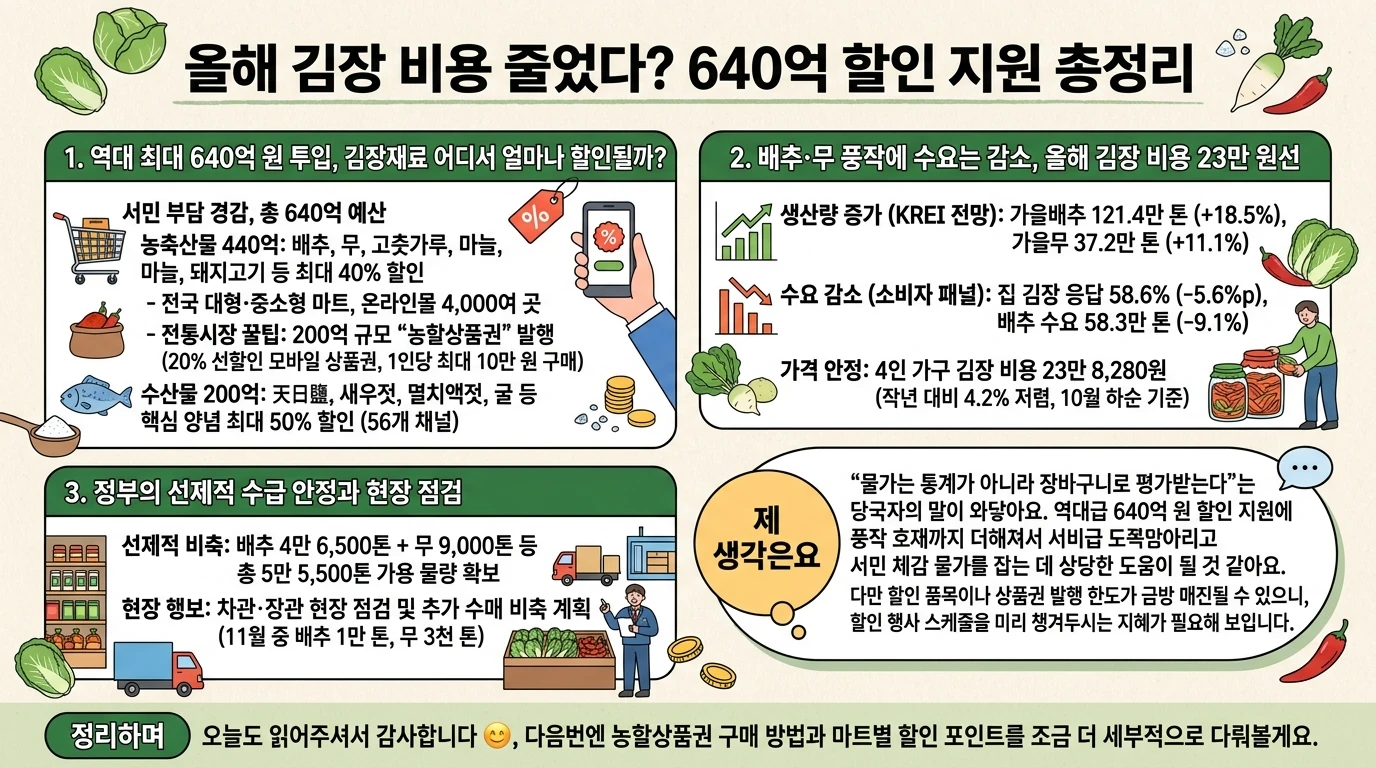 올해 김장 비용 줄었다? 640억 할인 지원 총정리
1. 역대 최대 640억 원 투입, 김장재료 어디서 얼마나 할인될까?
서민 부담 경감, 총 640억 예산
농축산물 440억: 배추, 무, 고춧가루, 마늘,
마늘, 돼지고기 등 최대 40% 할인
- 전국 대형·중소형 마트, 온라인몰 4,000여 곳
- 전통시장 꿀팁: 200억 규모 “농할상품권” 발행
(20% 선할인 모바일 상품권, 1인당 최대 10만 원 구매)
수산물 200억: 天日鹽, 새우젓, 멸치액젓, 굴 등
핵심 양념 최대 50% 할인 (56개 채널)
%
%
2. 배추·무 풍작에 수요는 감소, 올해 김장 비용 23만 원선
생산량 증가 (KREI 전망): 가을배추 121.4만 톤 (+18.5%),
가을무 37.2만 톤 (+11.1%)
수요 감소 (소비자 패널): 집 김장 응답 58.6% (-5.6%p),
배추 수요 58.3만 톤 (-9.1%)
가격 안정: 4인 가구 김장 비용 23만 8,280원
(작년 대비 4.2% 저렴, 10월 하순 기준)
3. 정부의 선제적 수급 안정과 현장 점검
선제적 비축: 배추 4만 6,500톤 + 무 9,000톤 등
총 5만 5,500톤 가용 물량 확보
현장 행보: 차관·장관 현장 점검 및 추가 수매 비축 계획
(11월 중 배추 1만 톤, 무 3천 톤)
제
생각은요
“물가는 통계가 아니라 장바구니로 평가받는다”는
당국자의 말이 와닿아요. 역대급 640억 원 할인 지원에
풍작 호재까지 더해져서 서비급 도폭맘아리고
서민 체감 물가를 잡는 데 상당한 도움이 될 것 같아요.
다만 할인 품목이나 상품권 발행 한도가 금방 매진될 수 있으니,
할인 행사 스케줄을 미리 챙겨두시는 지혜가 필요해 보입니다.
정리하며
오늘도 읽어주셔서 감사합니다 😊, 다음번엔 농할상품권 구매 방법과 마트별 할인 포인트를 조금 더 세부적으로 다뤄볼게요.